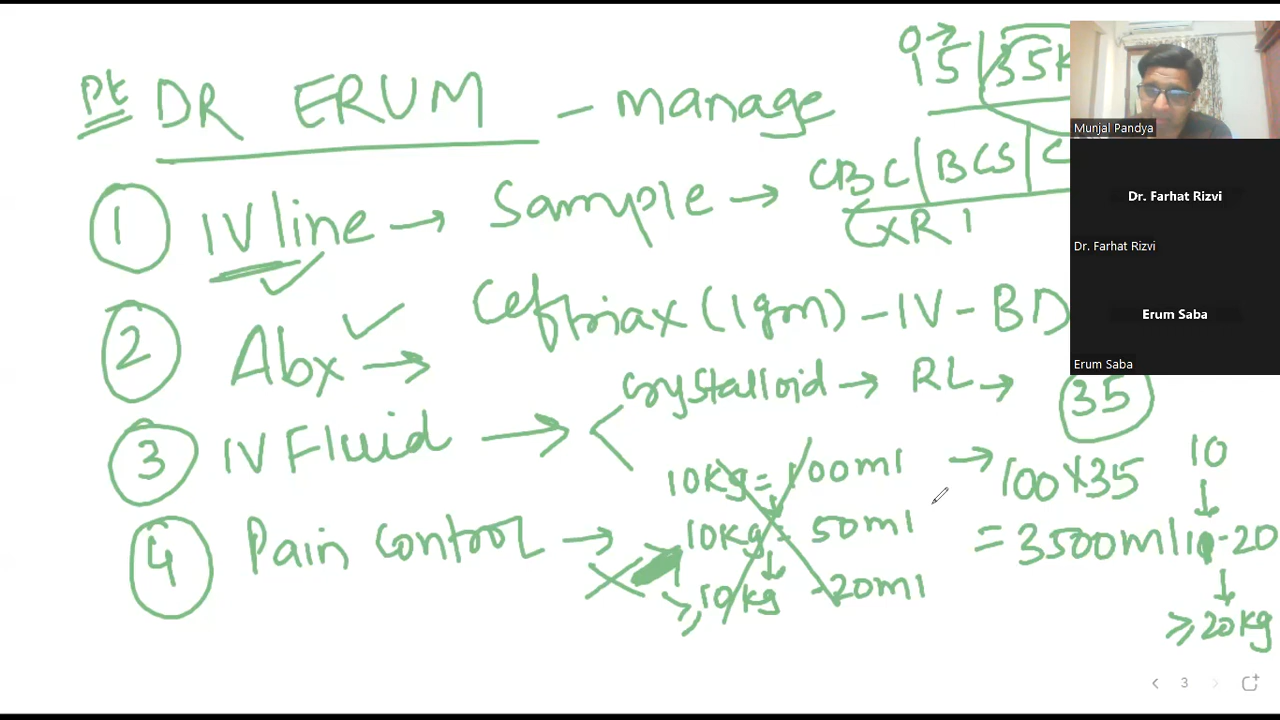 Pt DR ERUM - manage
15 | 35K
① IV line → Sample → CBC | BCS | C
CXR |
② Abx → Ceftriax (1gm) - IV - BD
③ IV Fluid → crystalloid → RL → 35
10kg = 100ml → 100x35
10kg - 50ml = 3500ml
≥10kg - 20ml
10
↓
-20
↓
≥20kg
④ Pain control →
Munjal Pandya
Dr. Farhat Rizvi
Dr. Farhat Rizvi
Erum Saba
Erum Saba
3